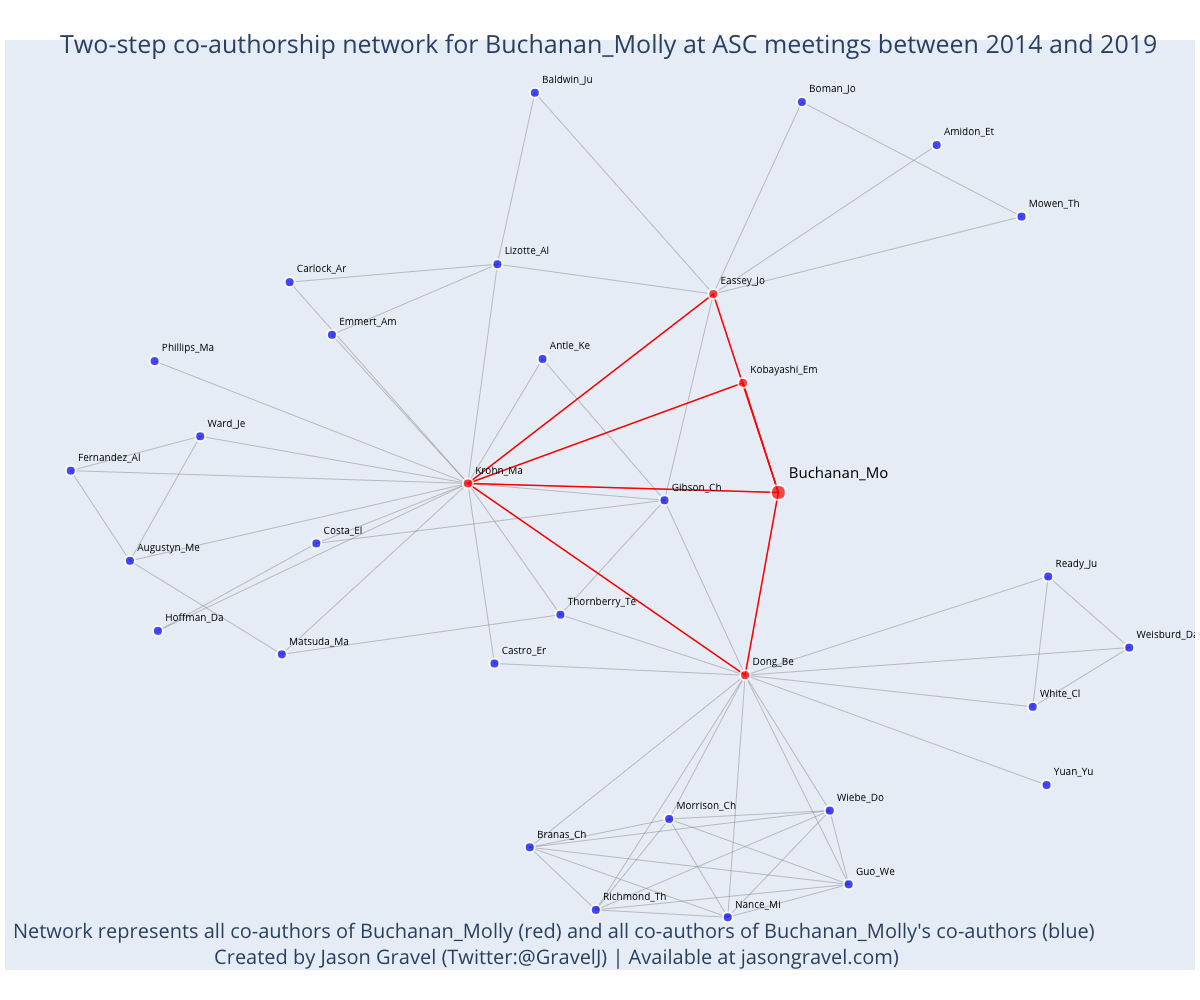 Two-step co-authorship network for Buchanan_Molly at ASC meetings between 2014 and 2019
Baldwin_Ju
Boman_Jo
Amidon_Et
Mowen_Th
Lizotte_Al
Carlock_Ar
Eassey_Jo
Emmert_Am
Antle_Ke
Phillips_Ma
Kobayashi_Em
Ward_Je
Fernandez_Al
Krohn_Ma
Buchanan_Mo
Gibson_Ch
Costa_El
Augustyn_Me
Ready_Ju
Thornberry_Te
Hoffman_Da
Weisburd_Da
Matsuda_Ma
Castro_Er
Dong_Be
White_Cl
Yuan_Yu
Wiebe_Do
Morrison_Ch
Branas_Ch
Guo_We
Richmond_Th
Nance_Mi
Network represents all co-authors of Buchanan_Molly (red) and all co-authors of Buchanan_Molly's co-authors (blue)
Created by Jason Gravel (Twitter:@GravelJ) | Available at jasongravel.com)